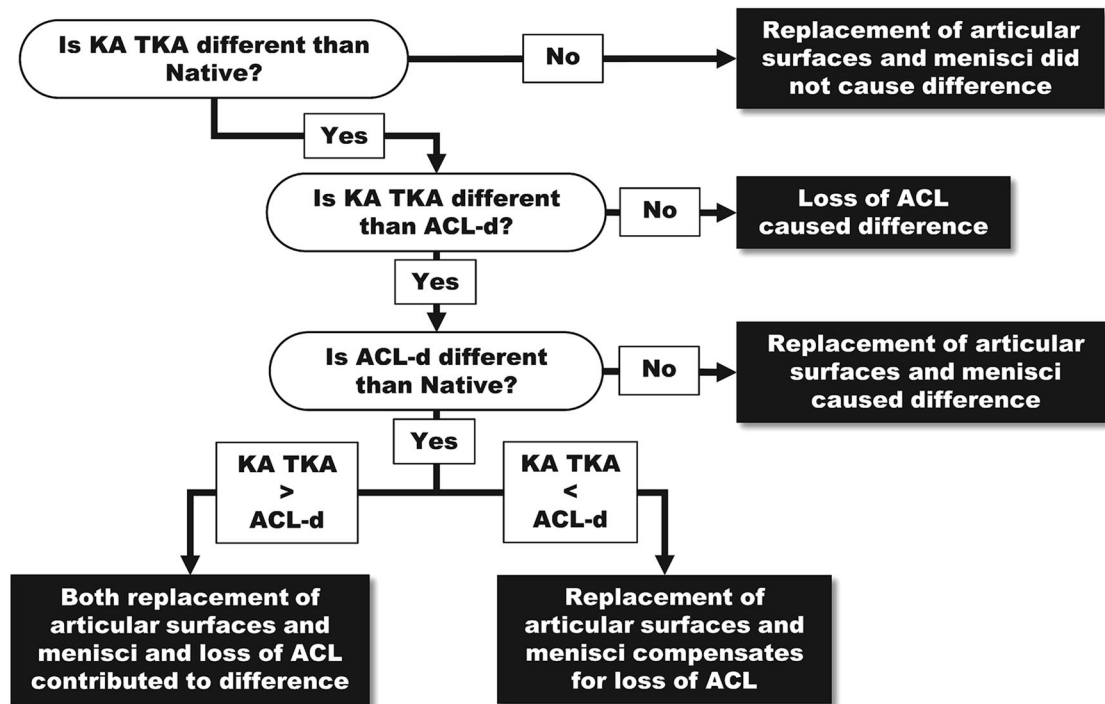 Is KA TKA different than
Native?
No
Replacement of articular
surfaces and menisci did
not cause difference
Yes
Is KA TKA different
than ACL-d?
No
Loss of ACL
caused difference
Yes
Is ACL-d different
than Native?
No
Replacement of articular
surfaces and menisci
caused difference
Yes
KA TKA
>
ACL-d
KA TKA
<
ACL-d
Both replacement of
articular surfaces and
menisci and loss of ACL
contributed to difference
Replacement of
articular surfaces and
menisci compensates
for loss of ACL